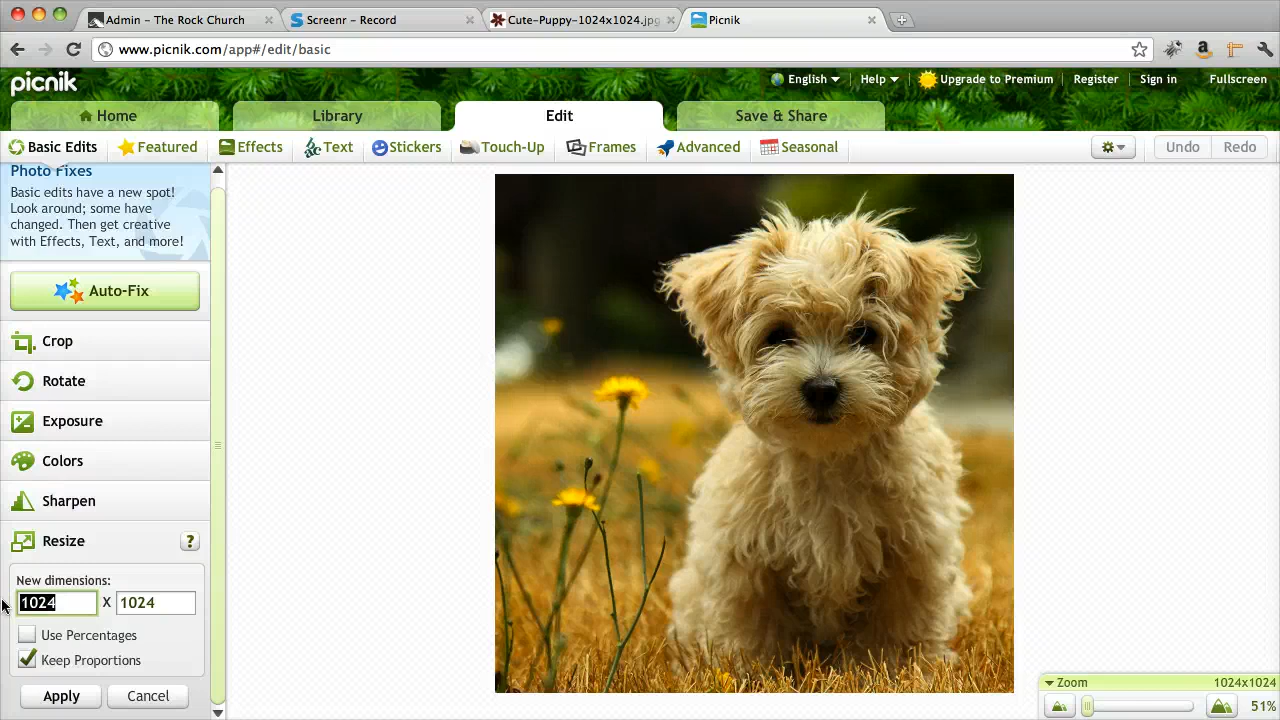 Admin – The Rock Church
Screenr - Record
Cute-Puppy-1024x1024.jpg
Picnik
www.picnik.com/app#/edit/basic
picnik
English
Help
Upgrade to Premium
Register
Sign in
Fullscreen
Home
Library
Edit
Save & Share
Basic Edits
Featured
Effects
Text
Stickers
Touch-Up
Frames
Advanced
Seasonal
Undo
Redo
Photo Fixes
Basic edits have a new spot!
Look around; some have
changed. Then get creative
with Effects, Text, and more!
Auto-Fix
Crop
Rotate
Exposure
Colors
Sharpen
Resize
?
New dimensions:
1024 X 1024
Use Percentages
Keep Proportions
Apply
Cancel
Zoom
1024x1024
51%